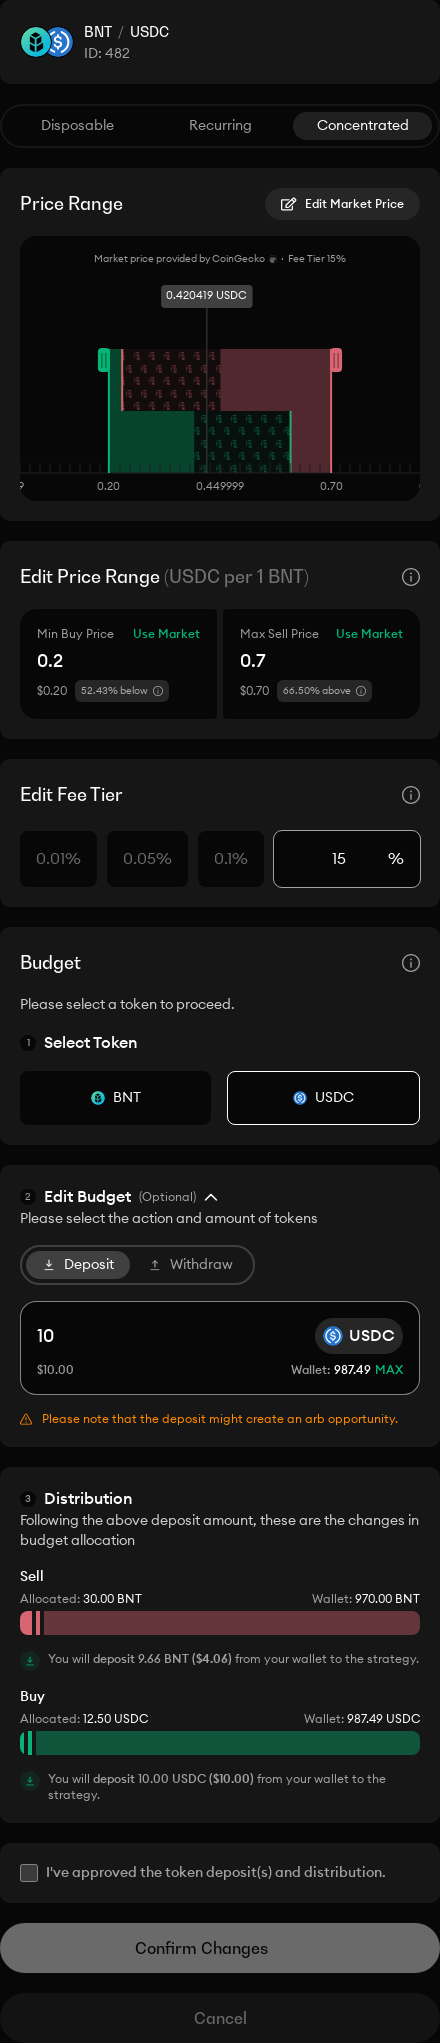 BNT / USDC
ID: 482
Disposable
Recurring
Concentrated
Price Range
Edit Market Price
Market price provided by CoinGecko · Fee Tier 15%
0.420419 USDC
9
0.20
0.449999
0.70
Edit Price Range (USDC per 1 BNT)
Min Buy Price
Use Market
0.2
$0.20
52.43% below
Max Sell Price
Use Market
0.7
$0.70
66.50% above
Edit Fee Tier
0.01%
0.05%
0.1%
15 %
Budget
Please select a token to proceed.
1 Select Token
BNT
USDC
2 Edit Budget (Optional)
Please select the action and amount of tokens
Deposit
Withdraw
10
USDC
$10.00
Wallet: 987.49 MAX
Please note that the deposit might create an arb opportunity.
3 Distribution
Following the above deposit amount, these are the changes in
budget allocation
Sell
Allocated: 30.00 BNT
Wallet: 970.00 BNT
You will deposit 9.66 BNT ($4.06) from your wallet to the strategy.
Buy
Allocated: 12.50 USDC
Wallet: 987.49 USDC
You will deposit 10.00 USDC ($10.00) from your wallet to the
strategy.
I've approved the token deposit(s) and distribution.
Confirm Changes
Cancel